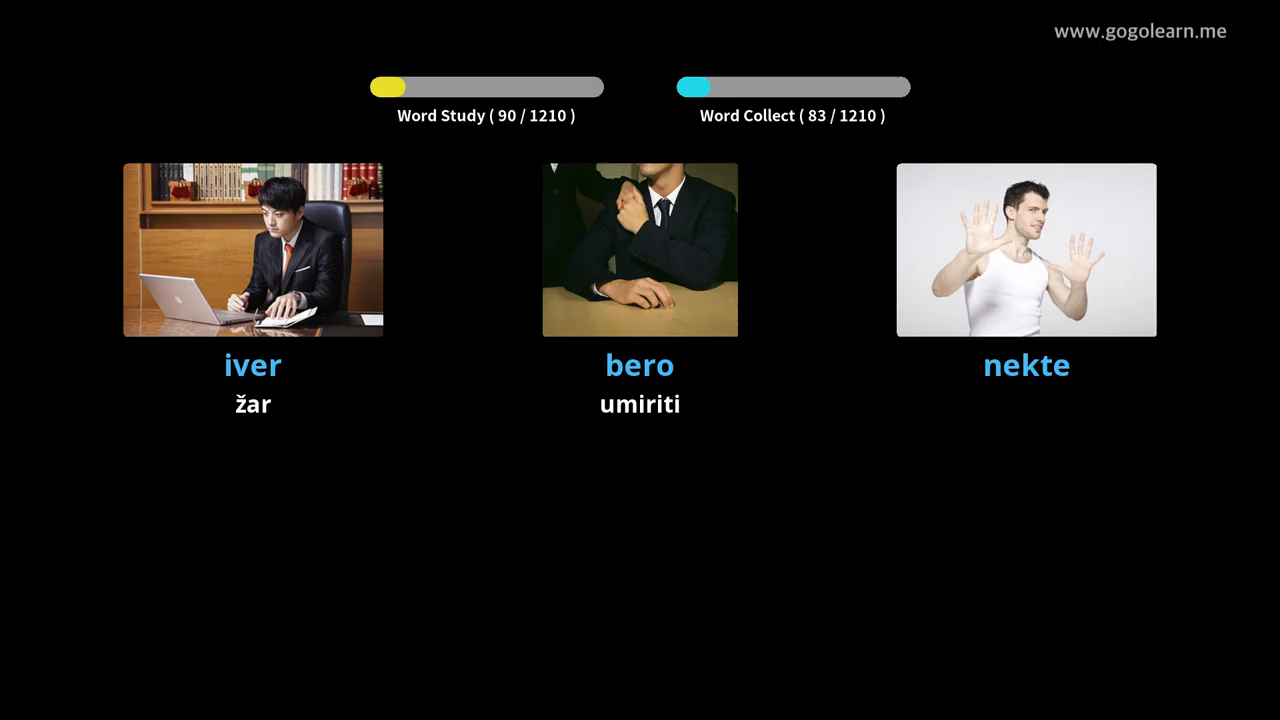 www.gogolearn.me
Word Study ( 90 / 1210 )
Word Collect ( 83 / 1210 )
iver
žar
bero
umiriti
nekte